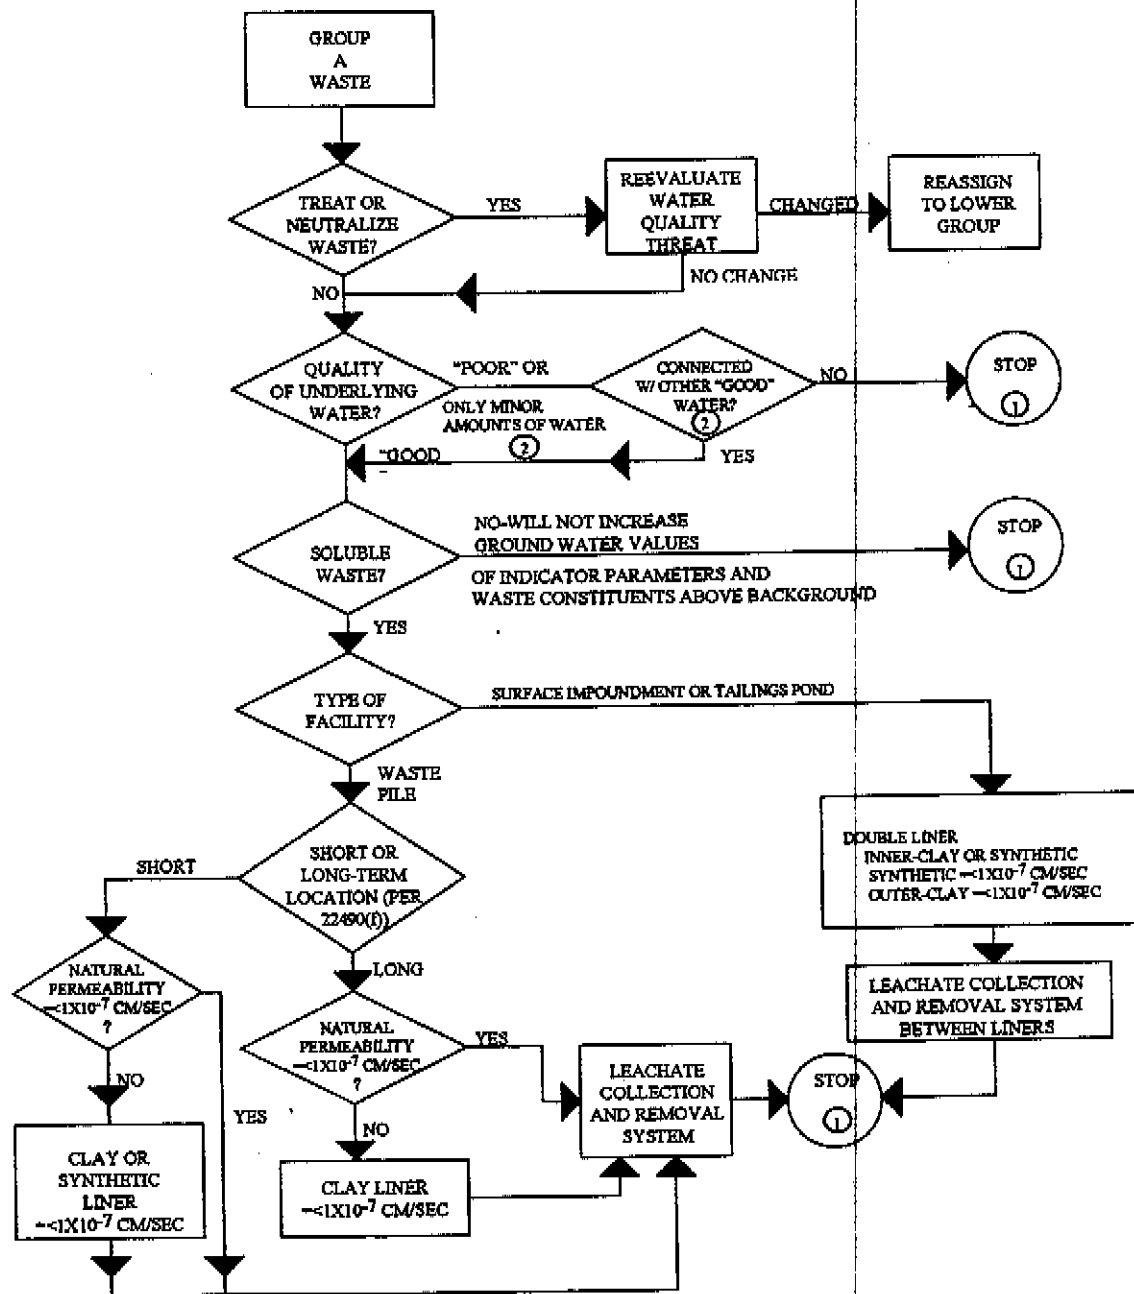 GROUP
A
WASTE
TREAT OR
NEUTRALIZE
WASTE?
YES
REEVALUATE
WATER
QUALITY
THREAT
CHANGED
REASSIGN
TO LOWER
GROUP
NO CHANGE
NO
QUALITY
OF UNDERLYING
WATER?
"POOR" OR
ONLY MINOR
AMOUNTS OF WATER
2
CONNECTED
W/ OTHER "GOOD"
WATER?
2
NO
STOP
1
"GOOD
YES
SOLUBLE
WASTE?
NO-WILL NOT INCREASE
GROUND WATER VALUES
OF INDICATOR PARAMETERS AND
WASTE CONSTITUENTS ABOVE BACKGROUND
STOP
1
YES
TYPE OF
FACILITY?
SURFACE IMPOUNDMENT OR TAILINGS POND
WASTE
PILE
DOUBLE LINER
INNER-CLAY OR SYNTHETIC
SYNTHETIC =<1X10-7 CM/SEC
OUTER-CLAY =<1X10-7 CM/SEC
SHORT
SHORT OR
LONG-TERM
LOCATION (PER
22490(f))
LONG
NATURAL
PERMEABILITY
=<1X10-7 CM/SEC
?
LEACHATE COLLECTION
AND REMOVAL SYSTEM
BETWEEN LINERS
NATURAL
PERMEABILITY
=<1X10-7 CM/SEC
?
YES
LEACHATE
COLLECTION
AND REMOVAL
SYSTEM
STOP
1
NO
YES
NO
CLAY OR
SYNTHETIC
LINER
=<1X10-7 CM/SEC
CLAY LINER
=<1X10-7 CM/SEC